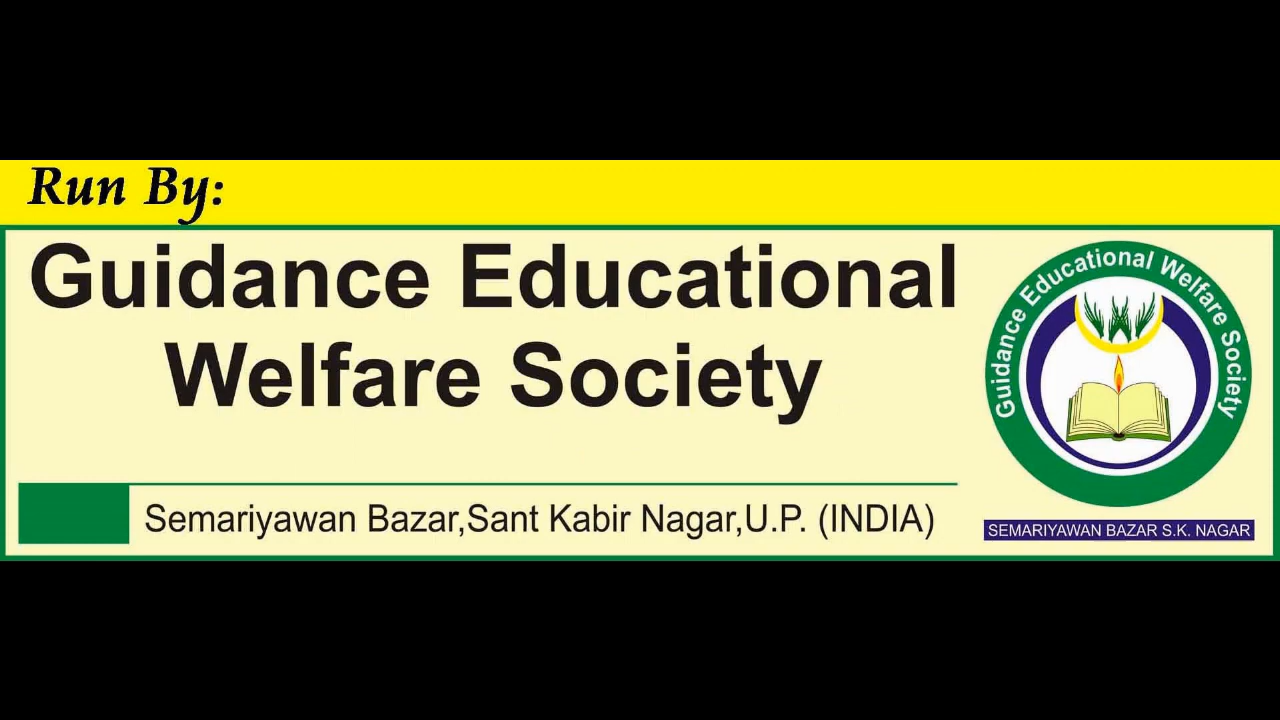 Run By:
Guidance Educational
Welfare Society
Semariyawan Bazar,Sant Kabir Nagar,U.P. (INDIA)
Guidance Educational Welfare Society
SEMARIYAWAN BAZAR S.K. NAGAR